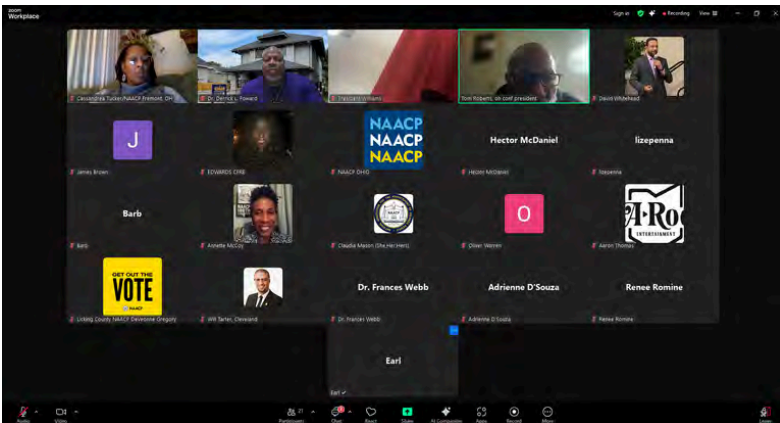 zoom
Workplace
Sign in
Recording
View
Cassondrea Tucker/NAACP Fremont, OH
Dr. Derrick L. Foward
Williams
Tom Roberts, oh conf president
David Whitehead
J
James Brown
EDWARDS CMB
NAACP
NAACP
NAACP
NAACP OHIO
Hector McDaniel
Hector McDaniel
lizepenna
lizepenna
Barb
Barb
Annette McCoy
Claudia Mason (She,Her,Hers)
O
Oliver Warren
A-Ro
ENTERTAINMENT
Aaron Thomas
GET OUT THE
VOTE
NAACP
Licking County NAACP Developne Gregory
Will Tarter, Cleveland
Dr. Frances Webb
Dr. Frances Webb
Adrienne D'Souza
Adrienne D'Souza
Renee Romine
Renee Romine
Earl
Earl
Audio
Video
21
Participants
Chat
React
Share
AI Companion
Apps
Record
More
Leave